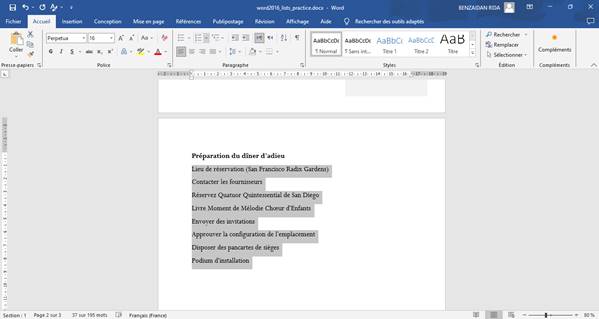 word2016_lists_practice.docx - Word
BENZAIDAN RIDA
Fichier Accueil Insertion Conception Mise en page Références Publipostage Révision Affichage Aide Rechercher des outils adaptés
Coller
Perpetua 16
AaBbCcDc AaBbCcDc AaBbCc AaBbCcC AaB
¶ Normal ¶ Sans int... Titre 1 Titre 2 Titre
Rechercher
Remplacer
Sélectionner
Compléments
Presse-papiers Police Paragraphe Styles Édition Compléments
Préparation du dîner d'adieu
Lieu de réservation (San Francisco Radix Gardens)
Contacter les fournisseurs
Réservez Quatuor Quintessential de San Diego
Livre Moment de Mélodie Chœur d'Enfants
Envoyer des invitations
Approuver la configuration de l'emplacement
Disposer des pancartes de sièges
Podium d'installation
Section : 1 Page 2 sur 3 37 sur 195 mots Français (France) 80 %